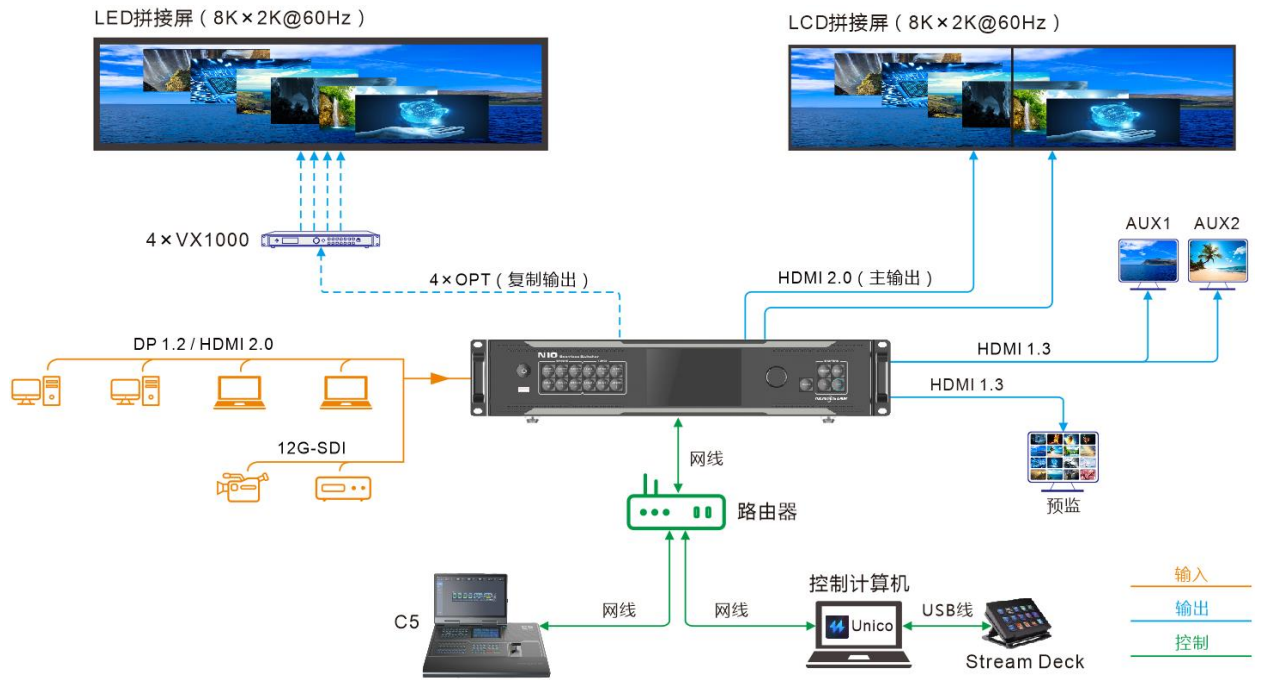 LED拼接屏（8K×2K@60Hz）
LCD拼接屏（8K×2K@60Hz）
4×VX1000
AUX1
AUX2
4×OPT（复制输出）
HDMI 2.0（主输出）
DP 1.2 / HDMI 2.0
HDMI 1.3
HDMI 1.3
12G-SDI
网线
路由器
预监
C5
网线
网线
控制计算机
Unico
USB线
Stream Deck
输入
输出
控制